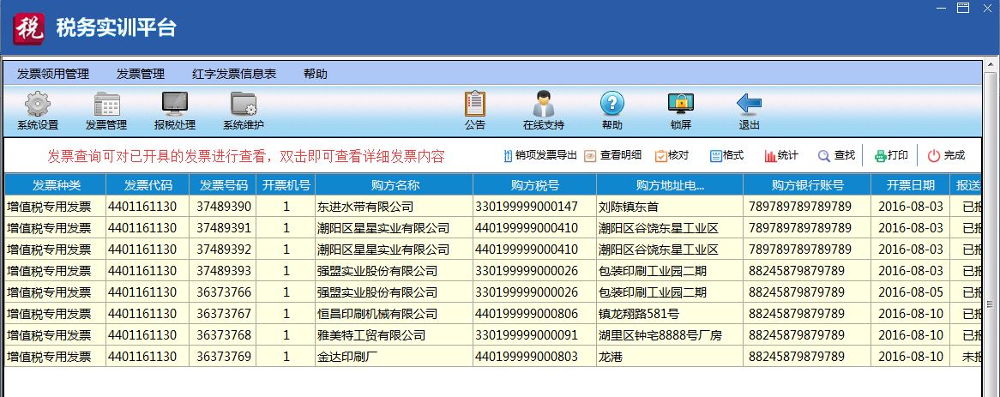 税 税务实训平台
发票领用管理 发票管理 红字发票信息表 帮助
系统设置 发票管理 报税处理 系统维护 公告 在线支持 帮助 锁屏 退出
发票查询可对已开具的发票进行查看，双击即可查看详细发票内容 销项发票导出 查看明细 核对 格式 统计 查找 打印 完成
发票种类 发票代码 发票号码 开票机号 购方名称 购方税号 购方地址电... 购方银行账号 开票日期 报送
增值税专用发票 4401161130 37489390 1 东进水带有限公司 330199999000147 刘陈镇东首 789789789789789 2016-08-03 已报
增值税专用发票 4401161130 37489391 1 潮阳区星星实业有限公司 440199999000410 潮阳区谷饶东星工业区 789789789789789 2016-08-03 已报
增值税专用发票 4401161130 37489392 1 潮阳区星星实业有限公司 440199999000410 潮阳区谷饶东星工业区 789789789789789 2016-08-03 已报
增值税专用发票 4401161130 37489393 1 强盟实业股份有限公司 330199999000026 包装印刷工业园二期 88245879879789 2016-08-03 已报
增值税专用发票 4401161130 36373766 1 强盟实业股份有限公司 330199999000026 包装印刷工业园二期 88245879879789 2016-08-05 已报
增值税专用发票 4401161130 36373767 1 恒昌印刷机械有限公司 440199999000806 镇龙翔路581号 88245879879789 2016-08-10 已报
增值税专用发票 4401161130 36373768 1 雅美特工贸有限公司 330199999000091 湖里区钟宅8888号厂房 88245879879789 2016-08-10 已报
增值税专用发票 4401161130 36373769 1 金达印刷厂 440199999000803 龙港 88245879879789 2016-08-10 未报